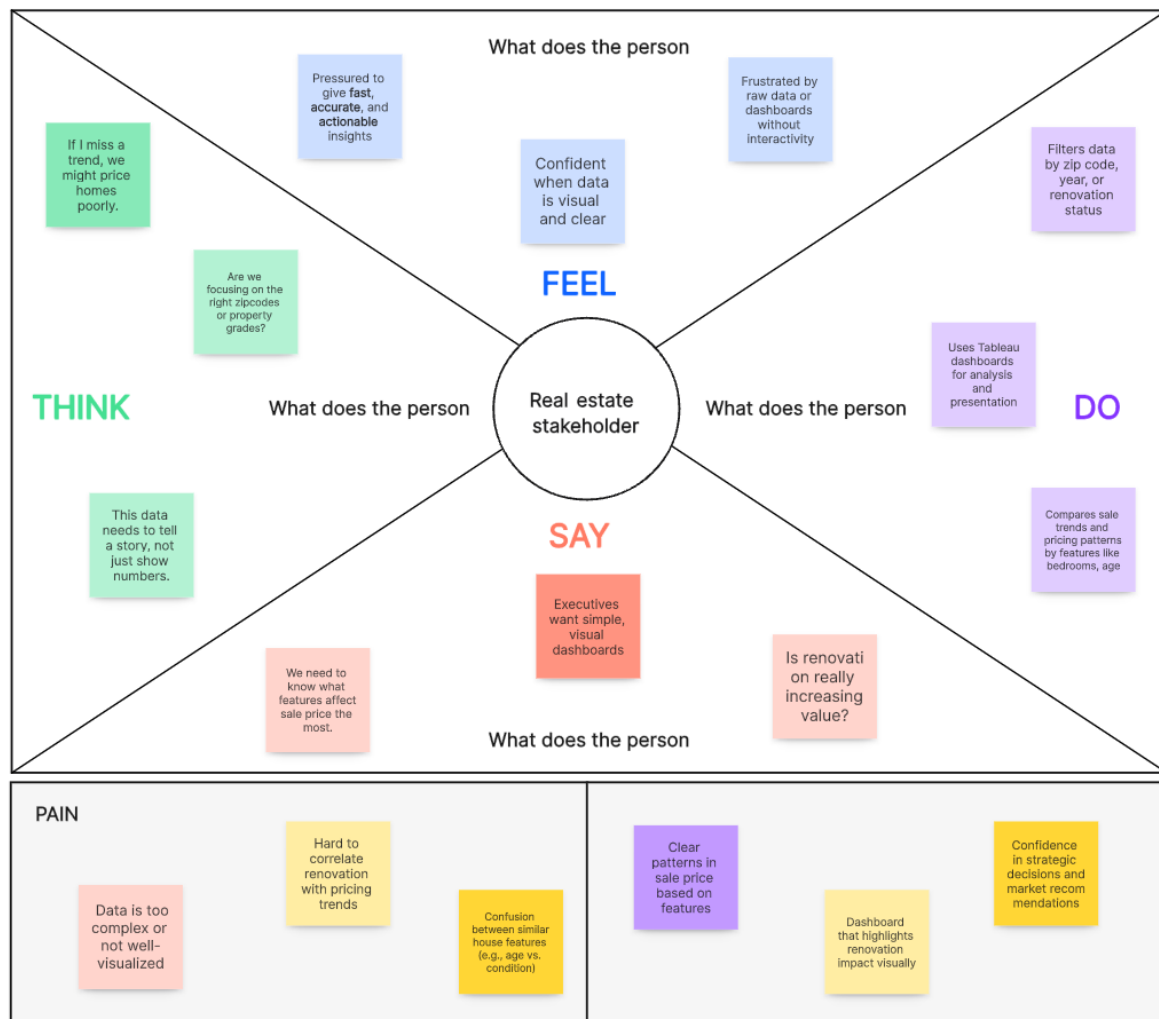 What does the person
Pressured to
give fast,
accurate, and
actionable
insights
Frustrated by
raw data or
dashboards
without
interactivity
Confident
when data
is visual
and clear
FEEL
If I miss a
trend, we
might price
homes
poorly.
Are we
focusing on the
right zipcodes
or property
grades?
THINK
What does the person
This data
needs to tell
a story, not
just show
numbers.
Real estate
stakeholder
Filters data
by zip code,
year, or
renovation
status
Uses Tableau
dashboards
for analysis
and
presentation
What does the person
DO
Compares sale
trends and
pricing patterns
by features like
bedrooms, age
SAY
Executives
want simple,
visual
dashboards
We need to
know what
features affect
sale price the
most.
Is renovati
on really
increasing
value?
What does the person
PAIN
Data is too
complex or
not well-
visualized
Hard to
correlate
renovation
with pricing
trends
Confusion
between similar
house features
(e.g., age vs.
condition)
Clear
patterns in
sale price
based on
features
Dashboard
that highlights
renovation
impact visually
Confidence
in strategic
decisions and
market recom
mendations